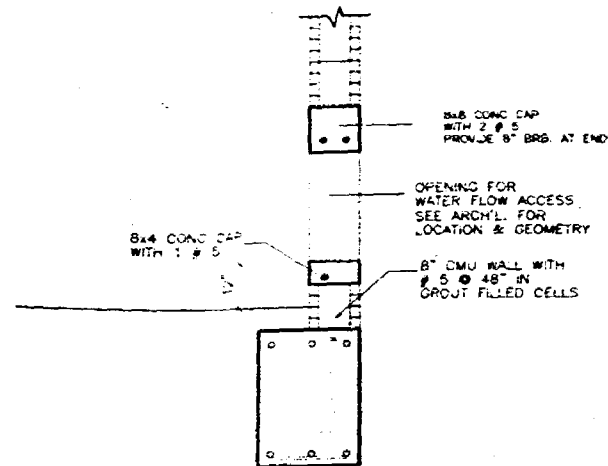 8x8 CONC CAP
WITH 2 # 5
PROVIDE 8" BRG. AT END
OPENING FOR
WATER FLOW ACCESS
SEE ARCH'L. FOR
LOCATION & GEOMETRY
8x4 CONC CAP
WITH 1 # 5
8" CMU WALL WITH
# 5 @ 48" IN
GROUT FILLED CELLS